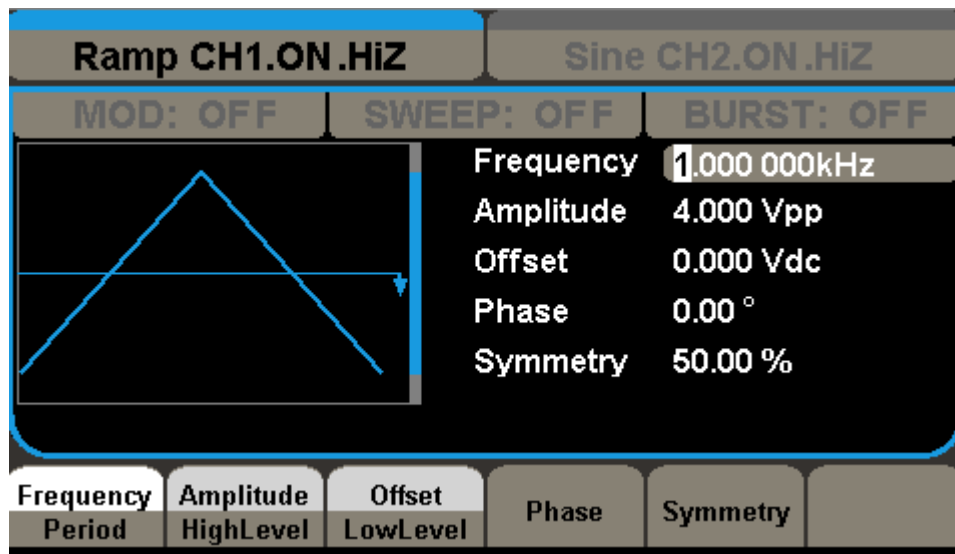 Ramp CH1.ON.HiZ
Sine CH2.ON.HiZ
MOD: OFF
SWEEP: OFF
BURST: OFF
Frequency 1.000 000kHz
Amplitude 4.000 Vpp
Offset 0.000 Vdc
Phase 0.00 °
Symmetry 50.00 %
Frequency
Period
Amplitude
HighLevel
Offset
LowLevel
Phase
Symmetry